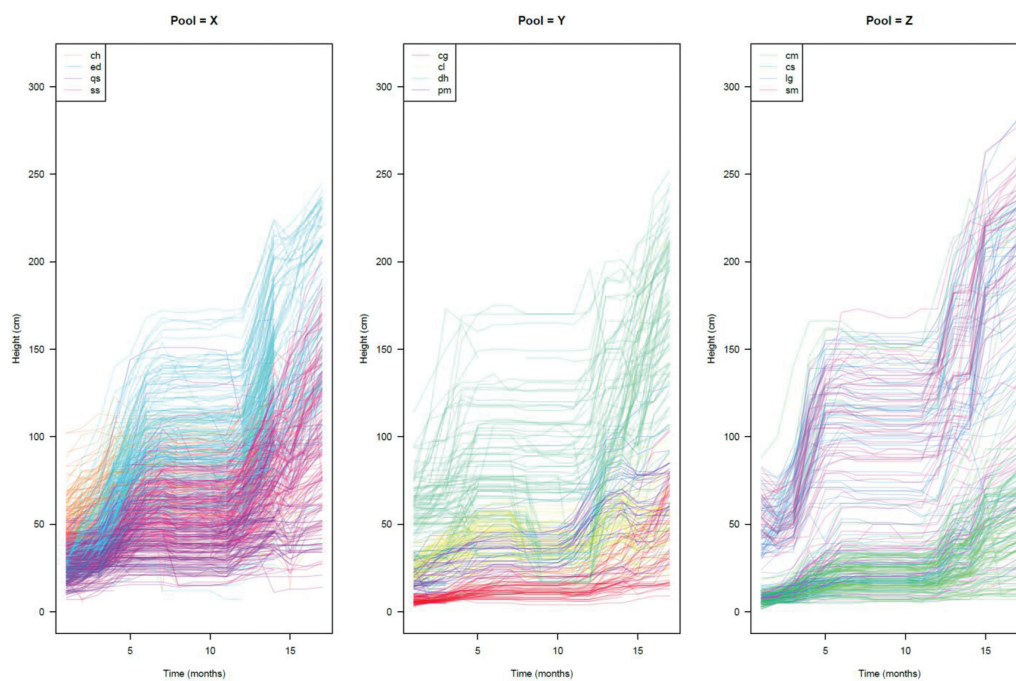 Pool = X
ch
ed
qs
ss
300
250
200
150
100
50
0
5
10
15
Height (cm)
Time (months)
Pool = Y
cg
cl
dh
pm
300
250
200
150
100
50
0
5
10
15
Height (cm)
Time (months)
Pool = Z
cm
cs
lg
sm
300
250
200
150
100
50
0
5
10
15
Height (cm)
Time (months)